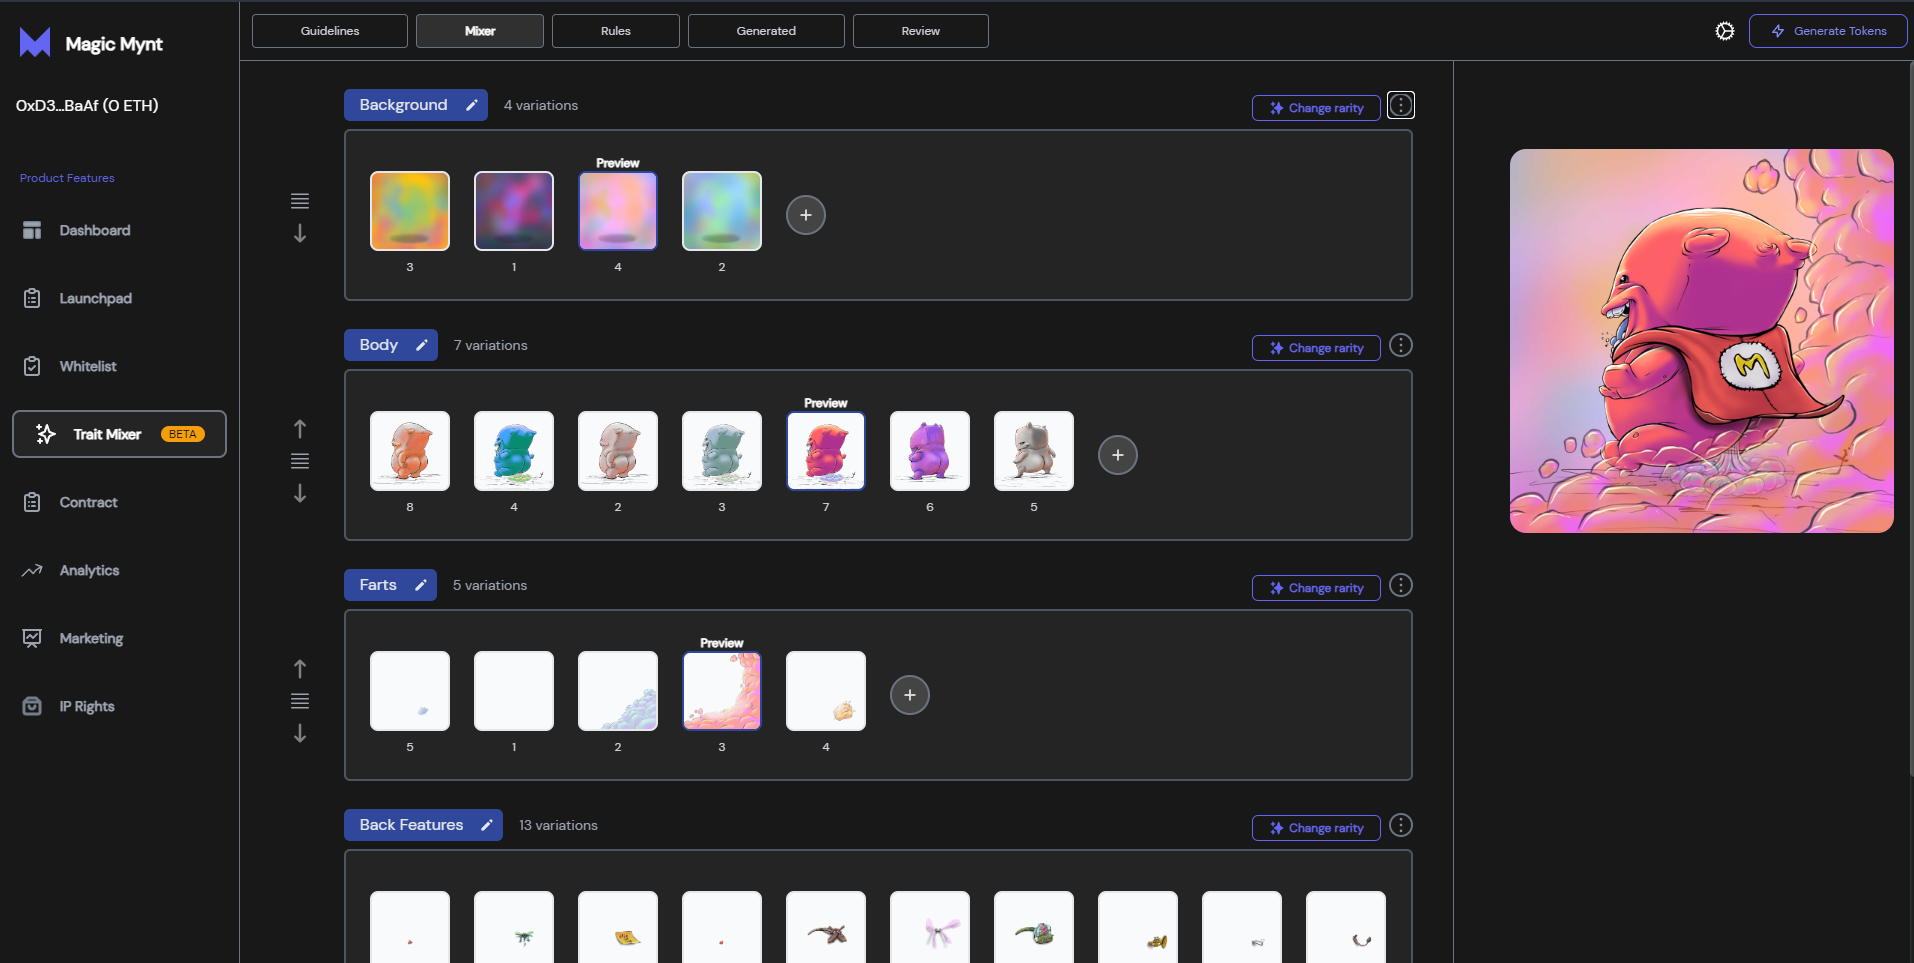 Magic Mynt
0xD3...BaAf (0 ETH)
Product Features
Dashboard
Launchpad
Whitelist
Trait Mixer BETA
Contract
Analytics
Marketing
IP Rights
Guidelines Mixer Rules Generated Review
Generate Tokens
Background 4 variations Change rarity
Preview
3 1 4 2
Body 7 variations Change rarity
Preview
8 4 2 3 7 6 5
Farts 5 variations Change rarity
Preview
5 1 2 3 4
Back Features 13 variations Change rarity
M